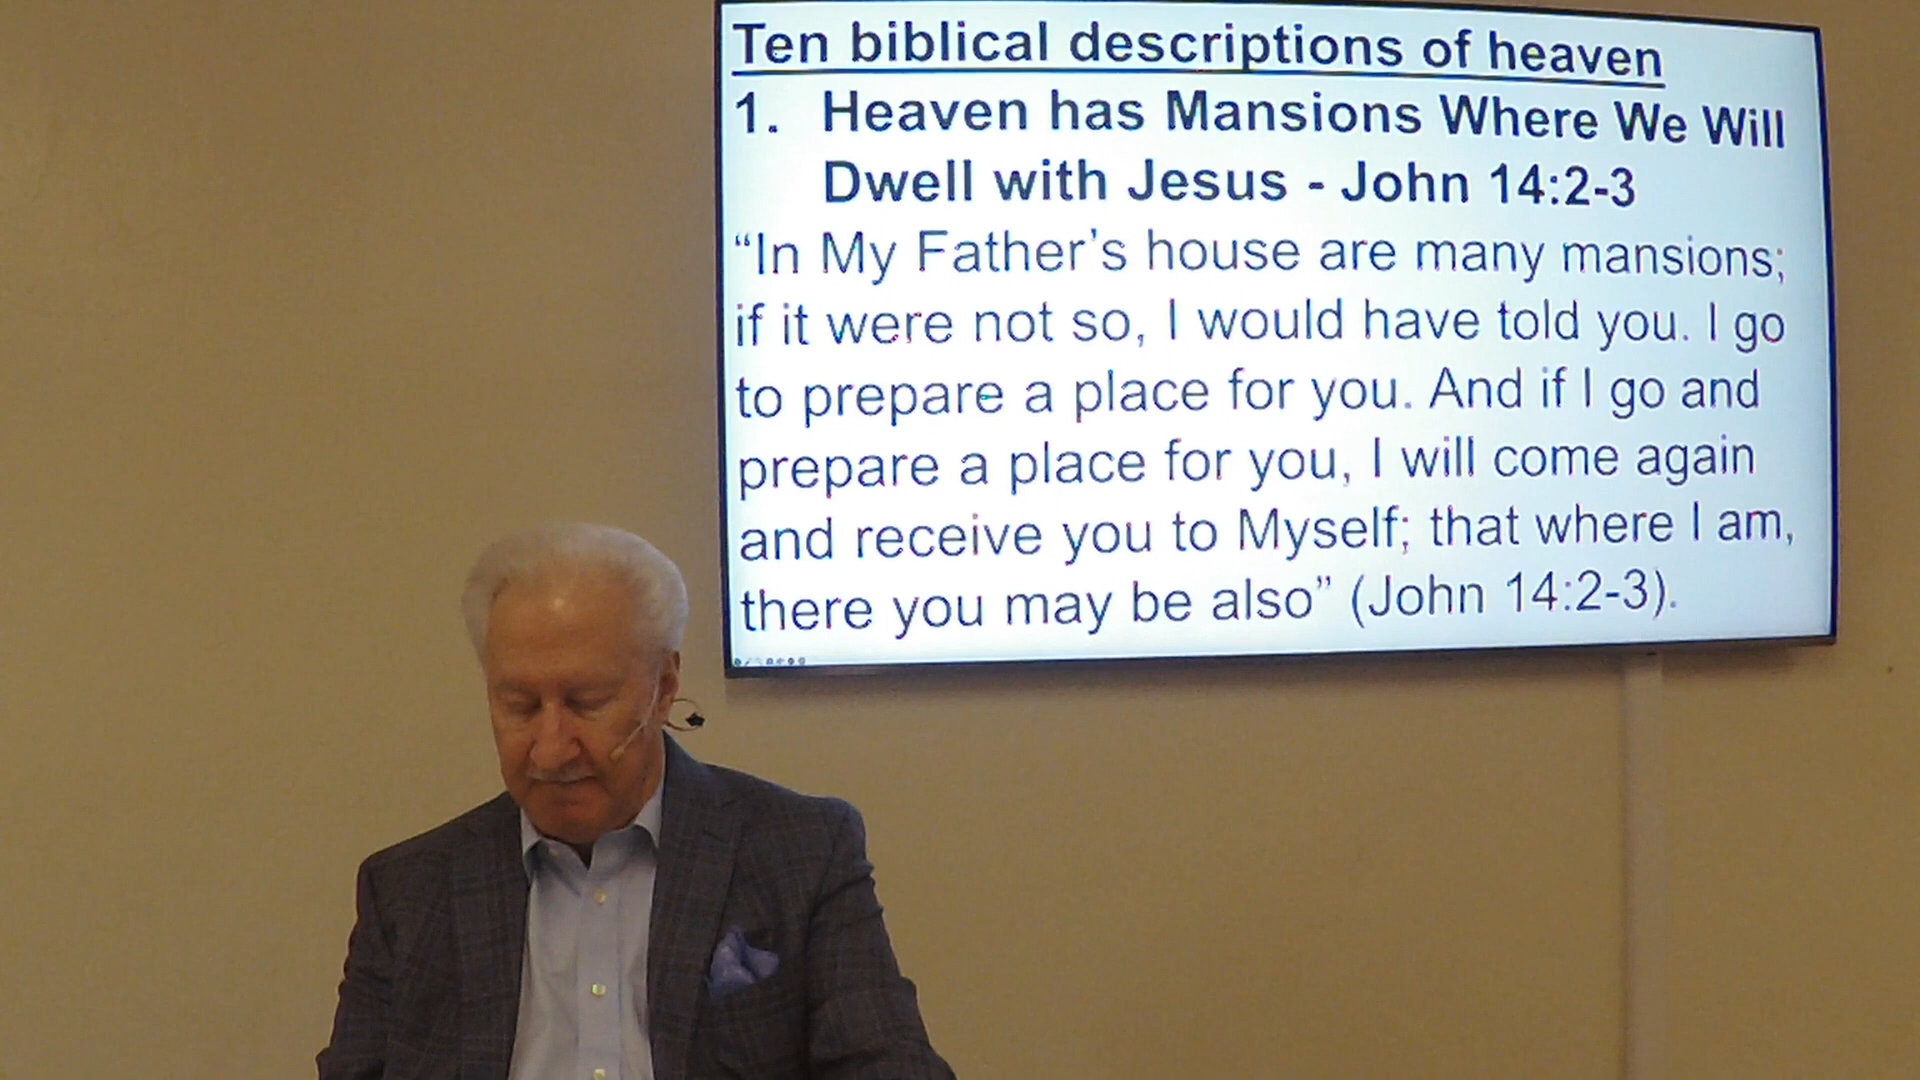 Ten biblical descriptions of heaven
1. Heaven has Mansions Where We Will
Dwell with Jesus - John 14:2-3
“In My Father’s house are many mansions;
if it were not so, I would have told you. I go
to prepare a place for you. And if I go and
prepare a place for you, I will come again
and receive you to Myself; that where I am,
there you may be also” (John 14:2-3).